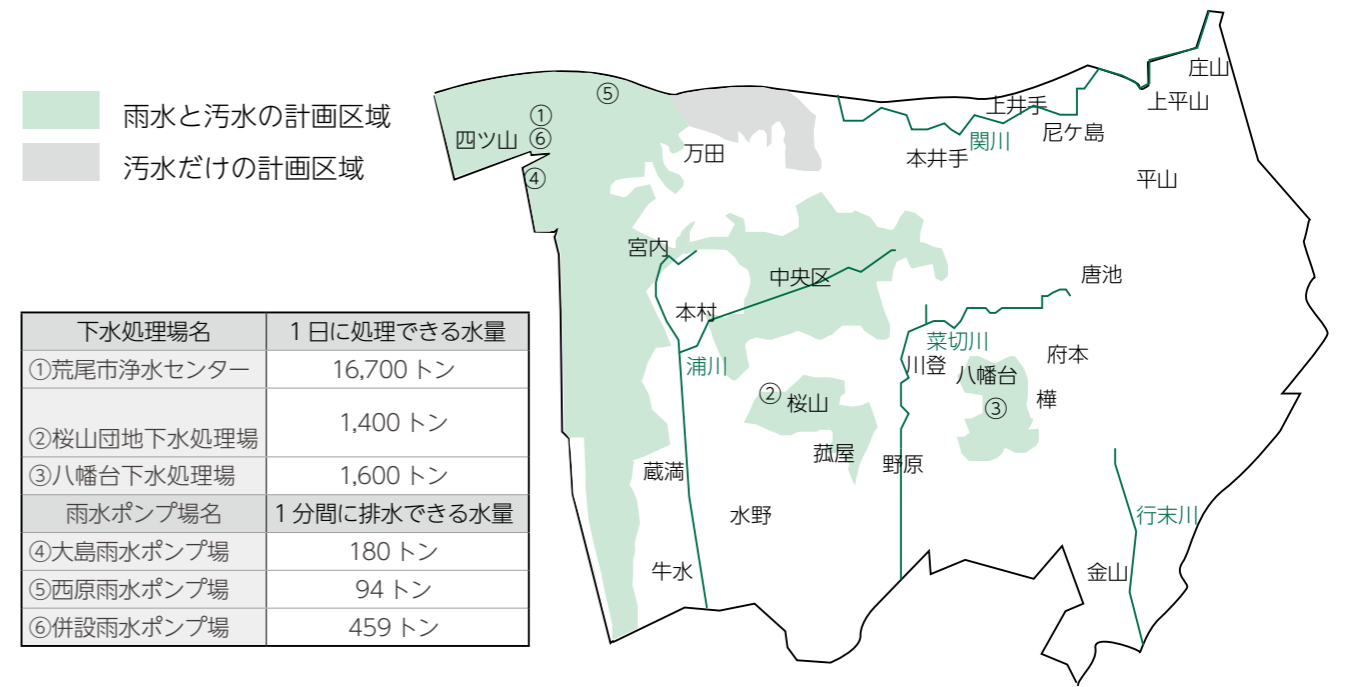 雨水と汚水の計画区域
汚水だけの計画区域
下水処理場名 1日に処理できる水量
①荒尾市浄水センター 16,700トン
②桜山団地下水処理場 1,400トン
③八幡台下水処理場 1,600トン
雨水ポンプ場名 1分間に排水できる水量
④大島雨水ポンプ場 180トン
⑤西原雨水ポンプ場 94トン
⑥併設雨水ポンプ場 459トン
庄山
⑤
上平山
上井手
①
尼ケ島
四ツ山
⑥
関川
万田
本井手
④
平山
宮内
中央区
唐池
本村
菜切川
府本
浦川
川登
八幡台
②
桜山
③
樺
菰屋
野原
蔵満
水野
行末川
牛水
金山